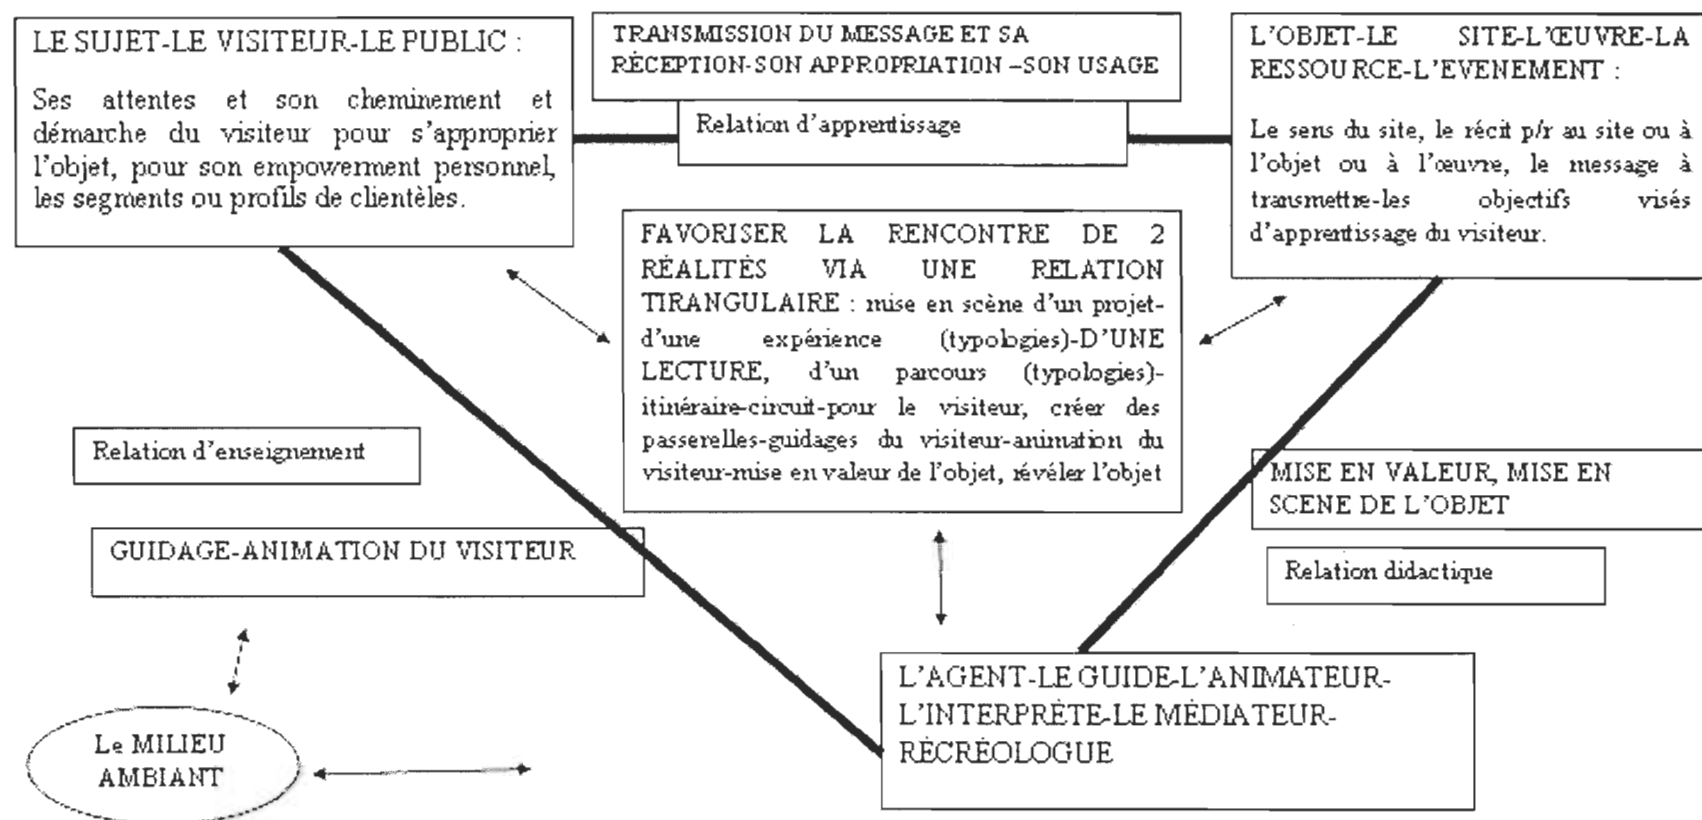 LE SUJET-LE VISITEUR-LE PUBLIC :
Ses attentes et son cheminement et
démarche du visiteur pour s'approprier
l'objet, pour son empowerment personnel,
les segments ou profils de clientèles.
TRANSMISSION DU MESSAGE ET SA
RÉCEPTION-SON APPROPRIATION –SON USAGE
Relation d'apprentissage
L'OBJET-LE SITE-L'ŒUVRE-LA
RESSOURCE-L'EVENEMENT :
Le sens du site, le récit p/r au site ou à
l'objet ou à l'œuvre, le message à
transmettre-les objectifs visés
d'apprentissage du visiteur.
FAVORISER LA RENCONTRE DE 2
RÉALITÉS VIA UNE RELATION
TIRANGULAIRE : mise en scène d'un projet-
d'une expérience (typologies)-D'UNE
LECTURE, d'un parcours (typologies)-
itinéraire-circuit-pour le visiteur, créer des
passerelles-guidages du visiteur-animation du
visiteur-mise en valeur de l'objet, révéler l'objet
Relation d'enseignement
GUIDAGE-ANIMATION DU VISITEUR
MISE EN VALEUR, MISE EN
SCENE DE L'OBJET
Relation didactique
L'AGENT-LE GUIDE-L'ANIMATEUR-
L'INTERPRÈTE-LE MÉDIATEUR-
RÉCRÉOLOGUE
Le MILIEU
AMBIANT